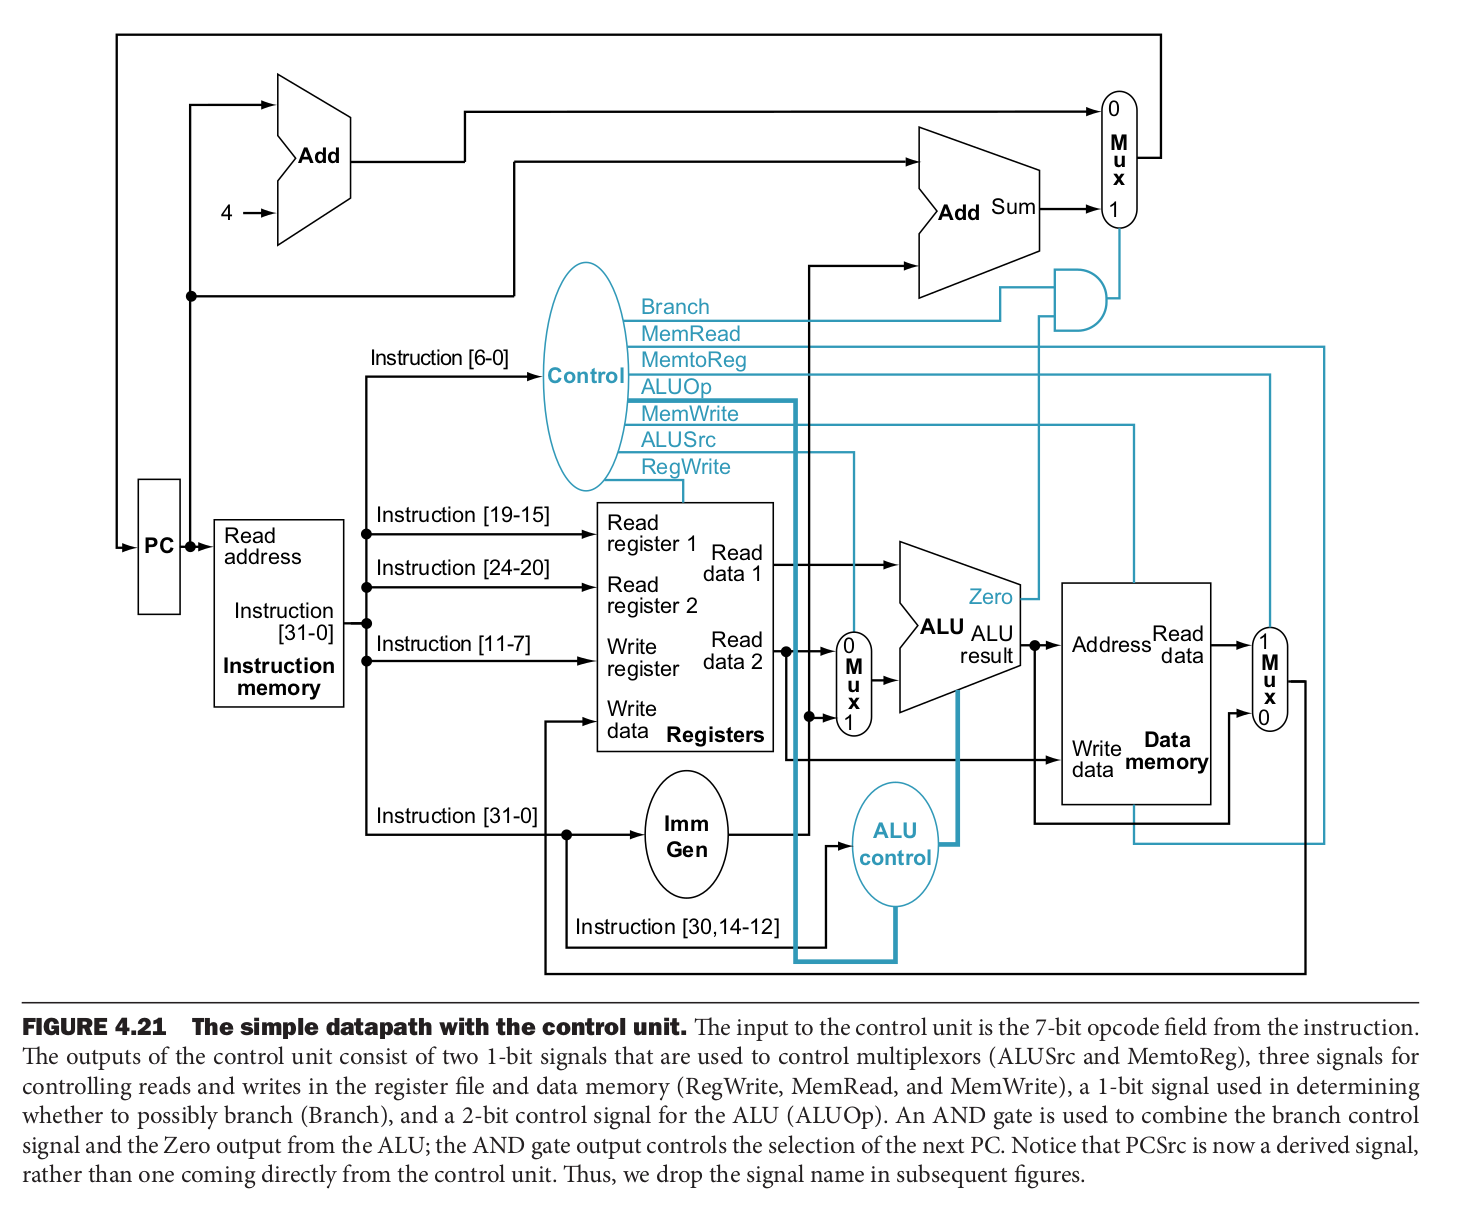 0
M
u
x
1
Add
4
Add Sum
Branch
MemRead
MemtoReg
ALUOp
MemWrite
ALUSrc
RegWrite
Control
Instruction [6-0]
Instruction [19-15]
Instruction [24-20]
Instruction [11-7]
Instruction [31-0]
Instruction [30,14-12]
PC
Read
address
Instruction
[31-0]
Instruction
memory
Read
register 1
Read
register 2
Write
register
Write
data
Read
data 1
Read
data 2
Registers
Imm
Gen
0
M
u
x
1
Zero
ALU
ALU
result
ALU
control
Address
Read
data
Write
data
Data
memory
1
M
u
x
0
FIGURE 4.21 The simple datapath with the control unit. The input to the control unit is the 7-bit opcode field from the instruction.
The outputs of the control unit consist of two 1-bit signals that are used to control multiplexors (ALUSrc and MemtoReg), three signals for
controlling reads and writes in the register file and data memory (RegWrite, MemRead, and MemWrite), a 1-bit signal used in determining
whether to possibly branch (Branch), and a 2-bit control signal for the ALU (ALUOp). An AND gate is used to combine the branch control
signal and the Zero output from the ALU; the AND gate output controls the selection of the next PC. Notice that PCSrc is now a derived signal,
rather than one coming directly from the control unit. Thus, we drop the signal name in subsequent figures.